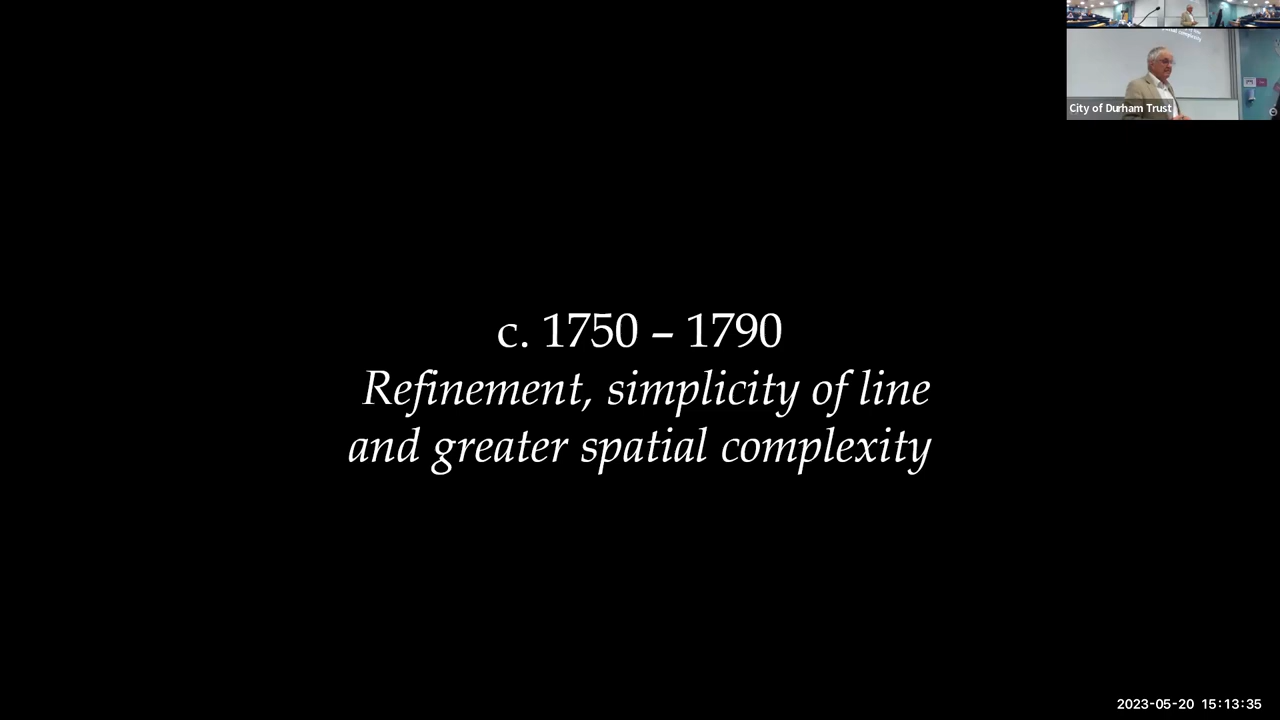 c. 1750 – 1790
Refinement, simplicity of line
and greater spatial complexity
City of Durham Trust
2023-05-20 15:13:35